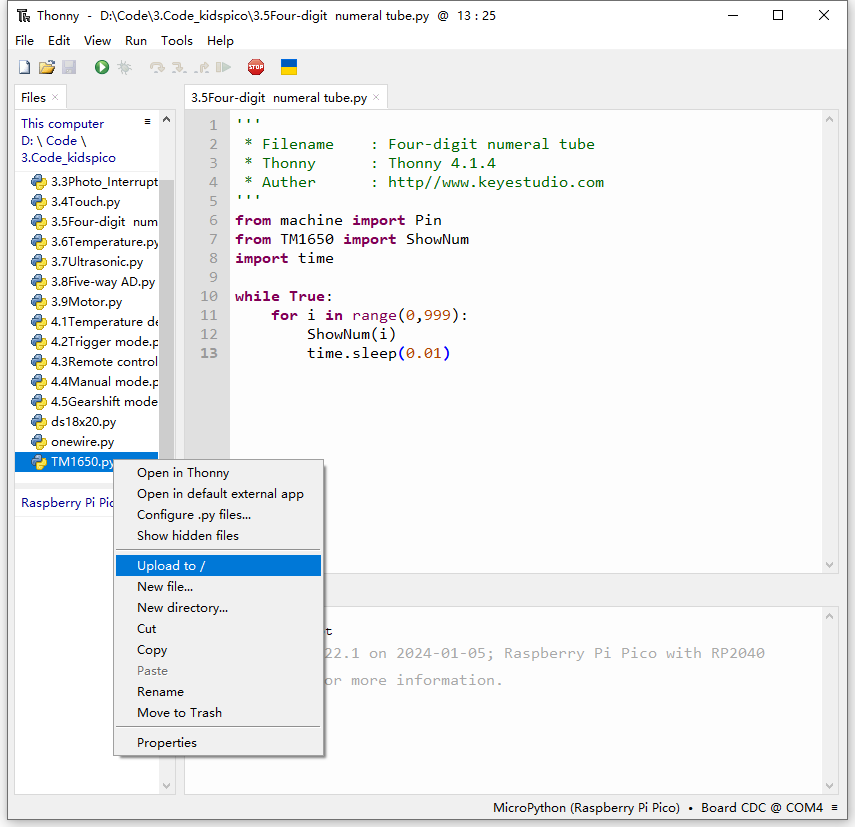 Thonny - D:\Code\3.Code_kidspico\3.5Four-digit numeral tube.py @ 13 : 25
File Edit View Run Tools Help
STOP
Files
3.5Four-digit numeral tube.py
This computer
D: \ Code \
3.Code_kidspico
3.3Photo_Interrupt
3.4Touch.py
3.5Four-digit num
3.6Temperature.py
3.7Ultrasonic.py
3.8Five-way AD.py
3.9Motor.py
4.1Temperature de
4.2Trigger mode.p
4.3Remote control
4.4Manual mode.p
4.5Gearshift mode
ds18x20.py
onewire.py
TM1650.py
Raspberry Pi Pic
1 '''
2 * Filename : Four-digit numeral tube
3 * Thonny : Thonny 4.1.4
4 * Auther : http//www.keyestudio.com
5 '''
6 from machine import Pin
7 from TM1650 import ShowNum
8 import time
9
10 while True:
11 for i in range(0,999):
12 ShowNum(i)
13 time.sleep(0.01)
Open in Thonny
Open in default external app
Configure .py files...
Show hidden files
Upload to /
New file...
New directory...
Cut
Copy
Paste
Rename
Move to Trash
Properties
t
22.1 on 2024-01-05; Raspberry Pi Pico with RP2040
or more information.
MicroPython (Raspberry Pi Pico) • Board CDC @ COM4 ≡